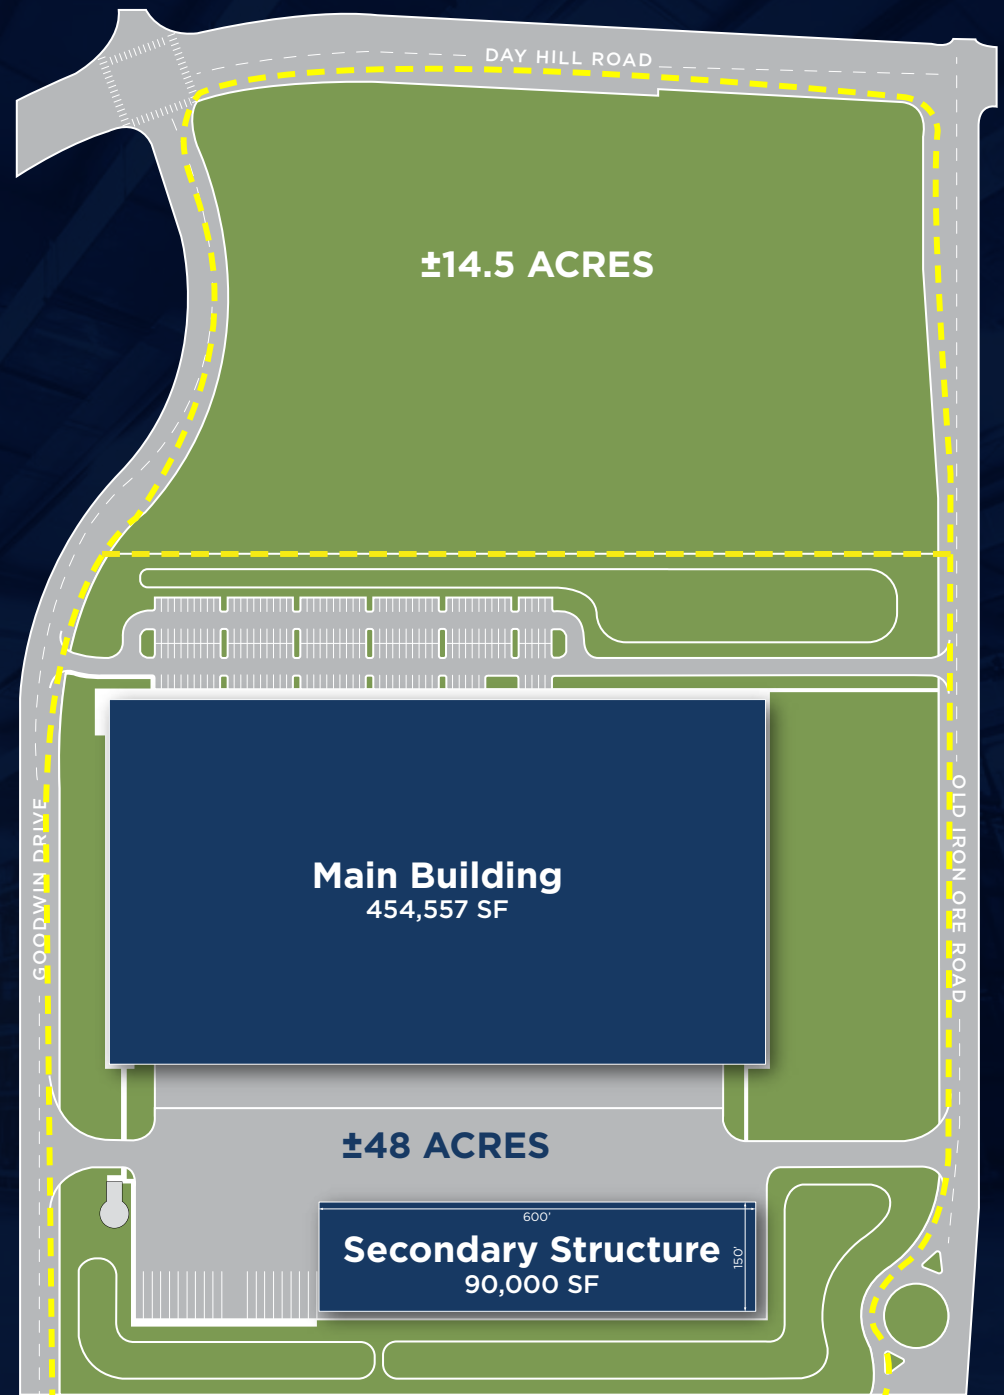 DAY HILL ROAD
±14.5 ACRES
GOODWIN DRIVE
OLD IRON ORE ROAD
Main Building
454,557 SF
±48 ACRES
600'
Secondary Structure
90,000 SF
150'